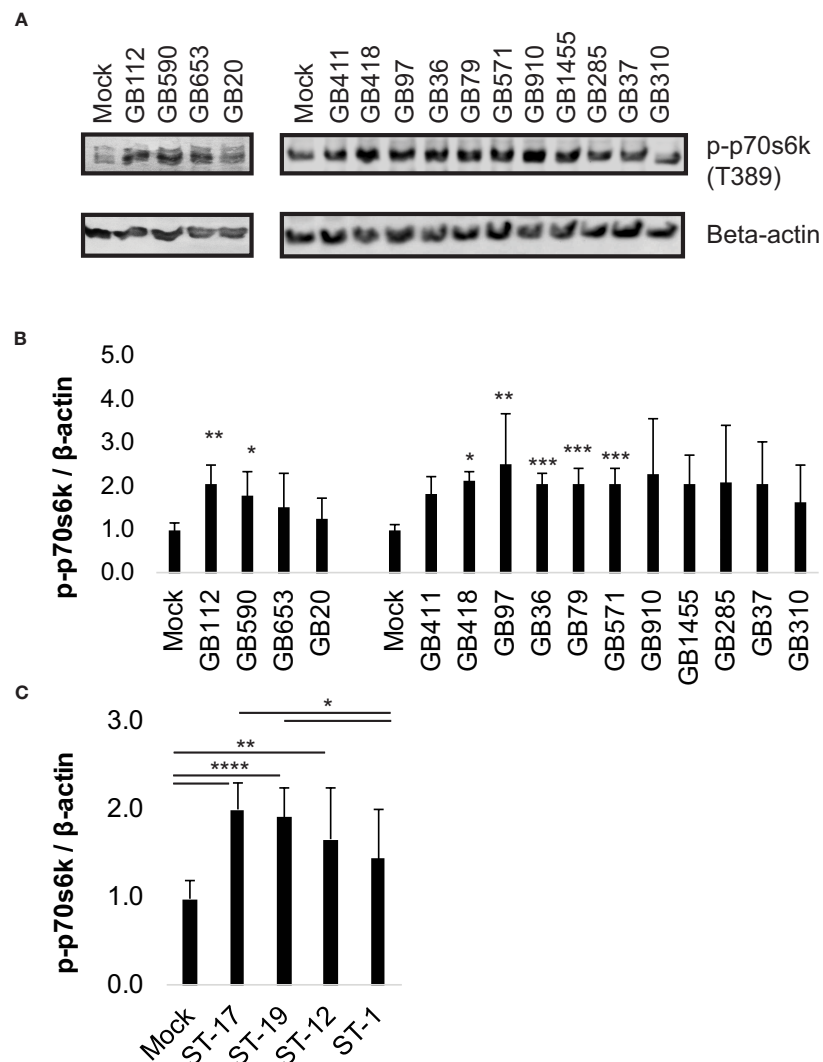 A
Mock GB112 GB590 GB653 GB20 Mock GB411 GB418 GB97 GB36 GB79 GB571 GB910 GB1455 GB285 GB37 GB310
p-p70s6k
(T389)
Beta-actin
B
p-p70s6k / β-actin
5.0
4.0
3.0
2.0
1.0
0.0
** * * ** *** *** ***
Mock GB112 GB590 GB653 GB20 Mock GB411 GB418 GB97 GB36 GB79 GB571 GB910 GB1455 GB285 GB37 GB310
C
p-p70s6k / β-actin
3.0
2.0
1.0
0.0
*
**
****
Mock ST-17 ST-19 ST-12 ST-1